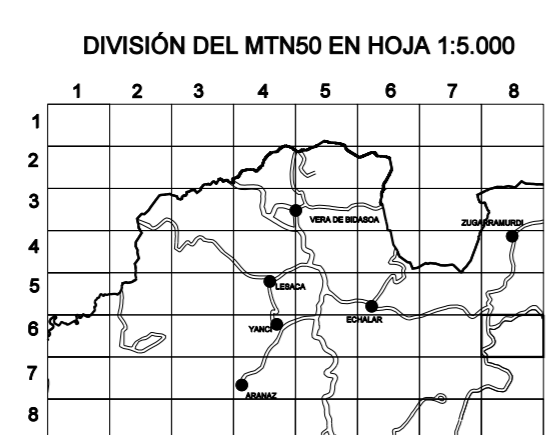 DIVISIÓN DEL MTN50 EN HOJA 1:5.000
1 2 3 4 5 6 7 8
1
2
3
VERA DE BIDASOA
ZUGARRAMURDI
4
5
LESACA
ECHALAR
6
YANCI
7
ARANAZ
8